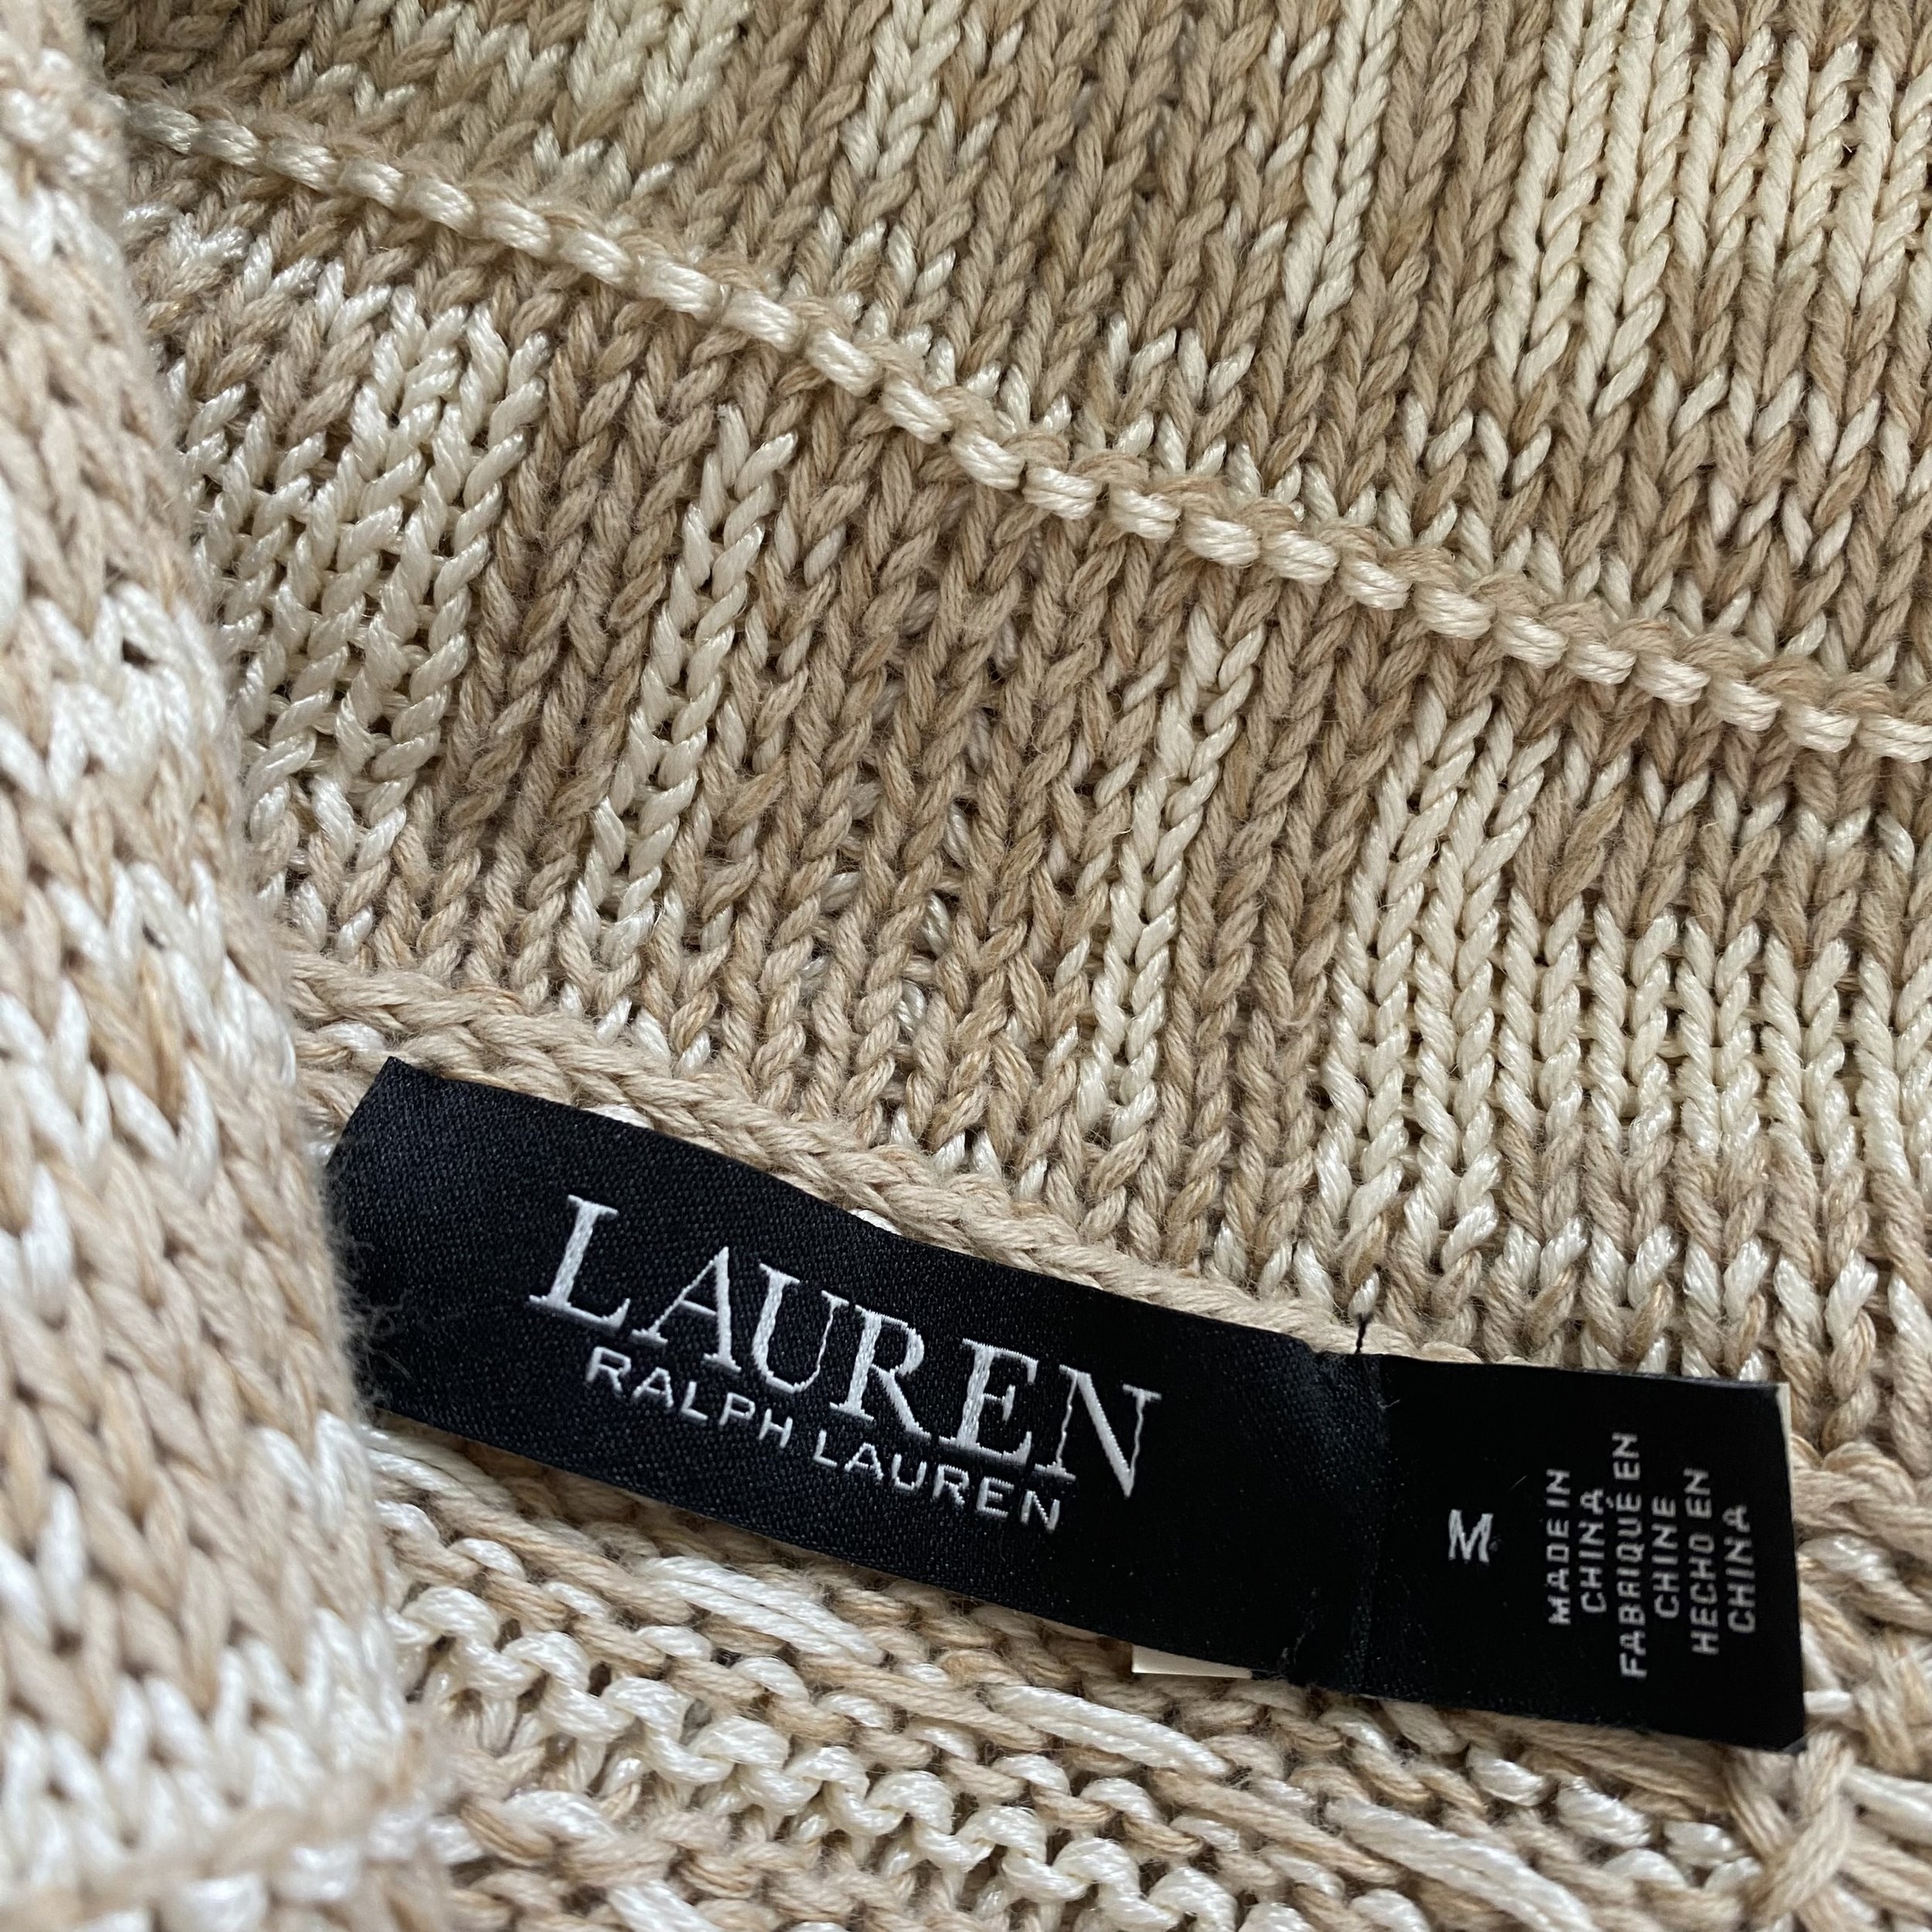 LAUREN
RALPH LAUREN
M
MADE IN
CHINA
FABRIQUÉ EN
CHINE
HECHO EN
CHINA